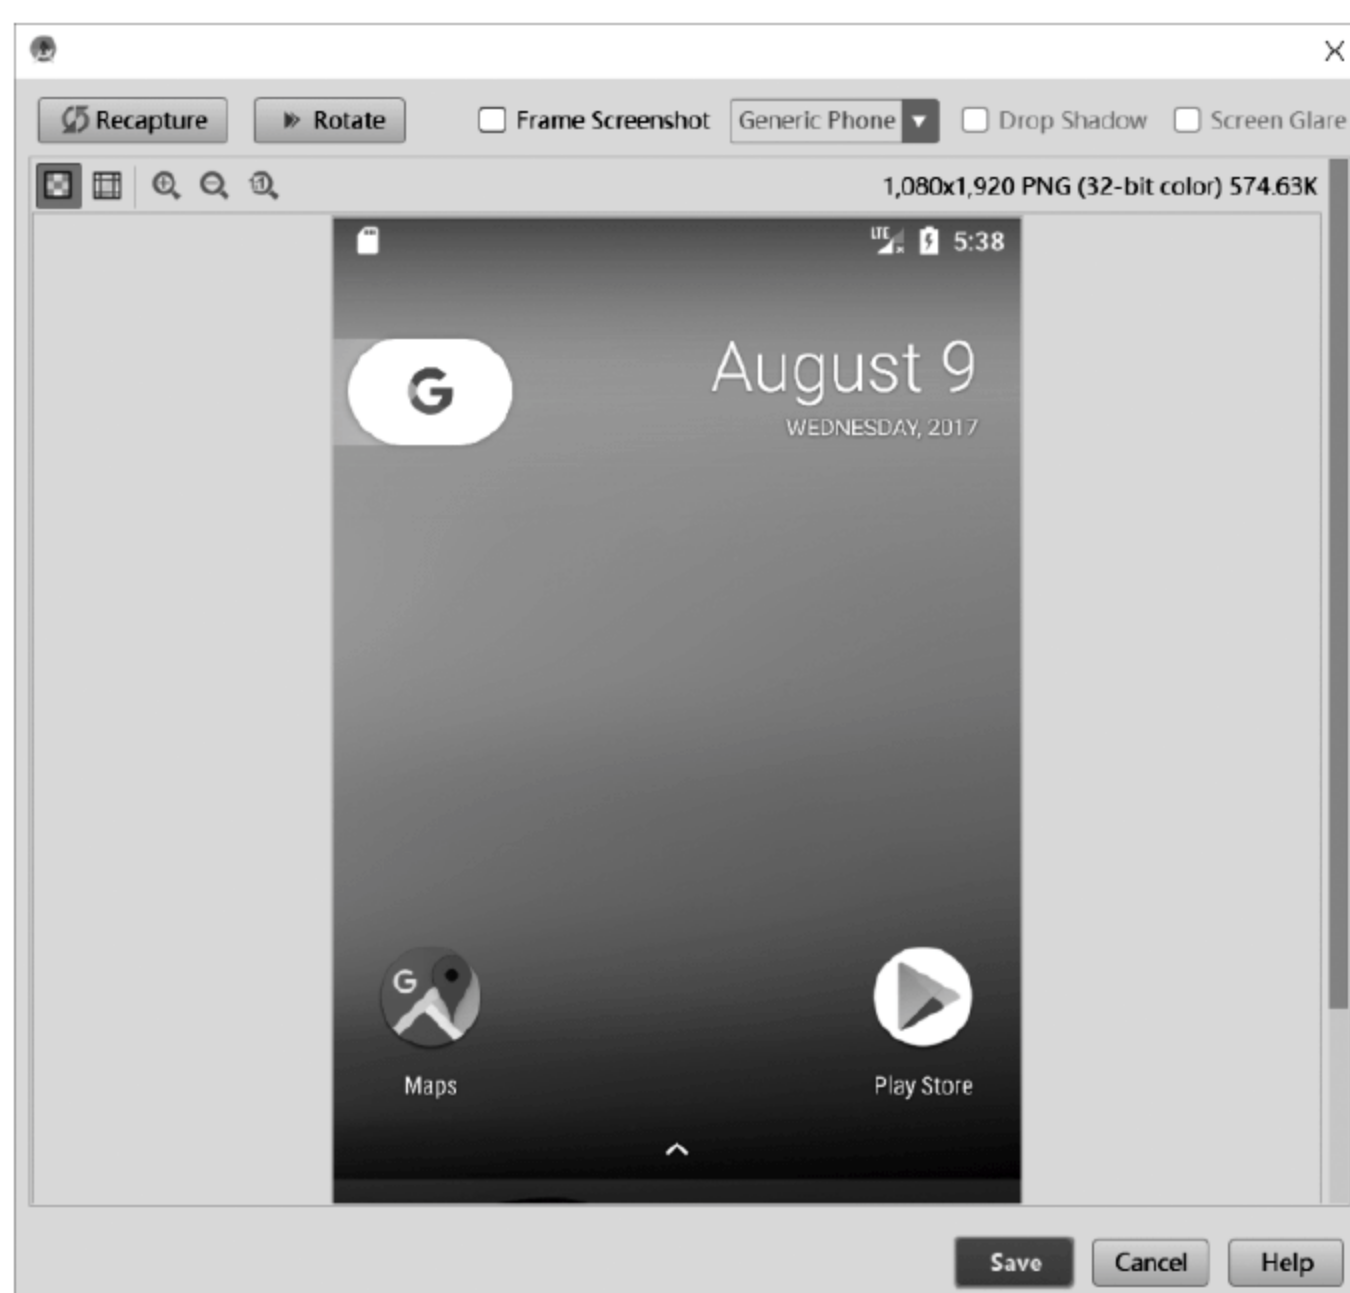 Recapture Rotate Frame Screenshot Generic Phone Drop Shadow Screen Glare
1,080x1,920 PNG (32-bit color) 574.63K
LTE 5:38
G
August 9
WEDNESDAY, 2017
G
Maps Play Store
Save Cancel Help